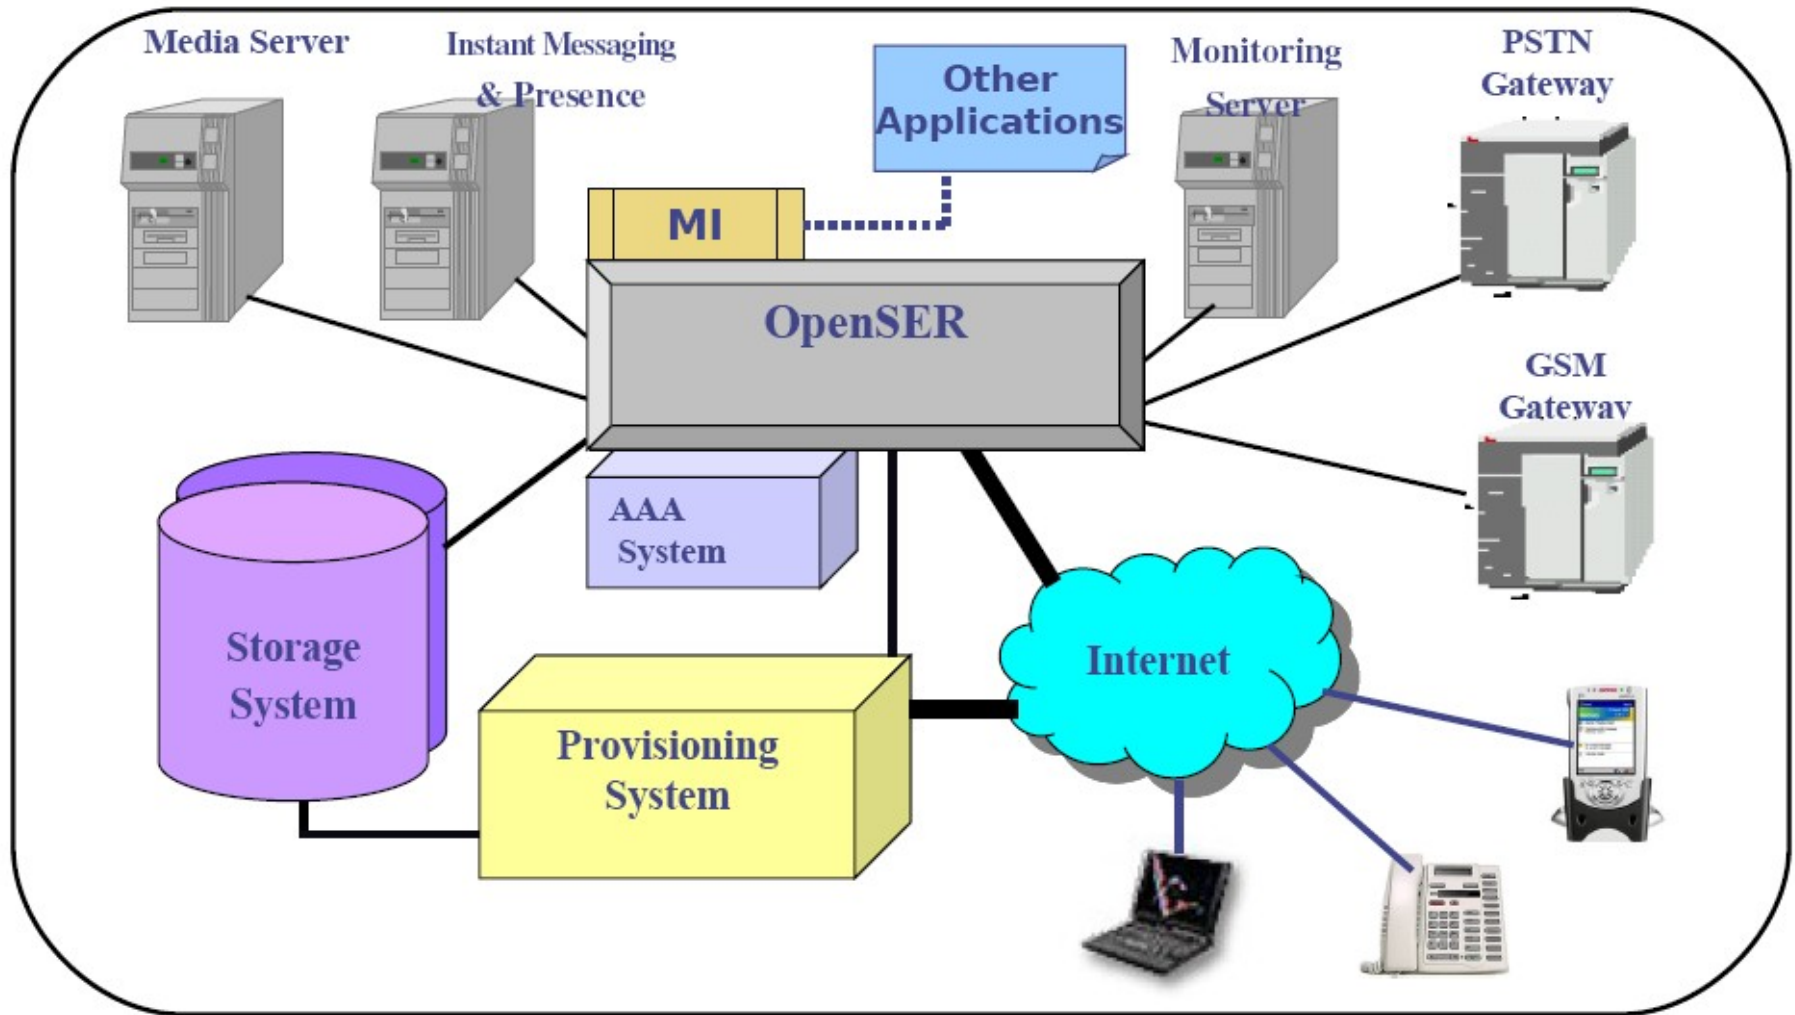 Media Server
Instant Messaging
& Presence
Other
Applications
Monitoring
Server
PSTN
Gateway
MI
OpenSER
GSM
Gateway
AAA
System
Storage
System
Internet
Provisioning
System